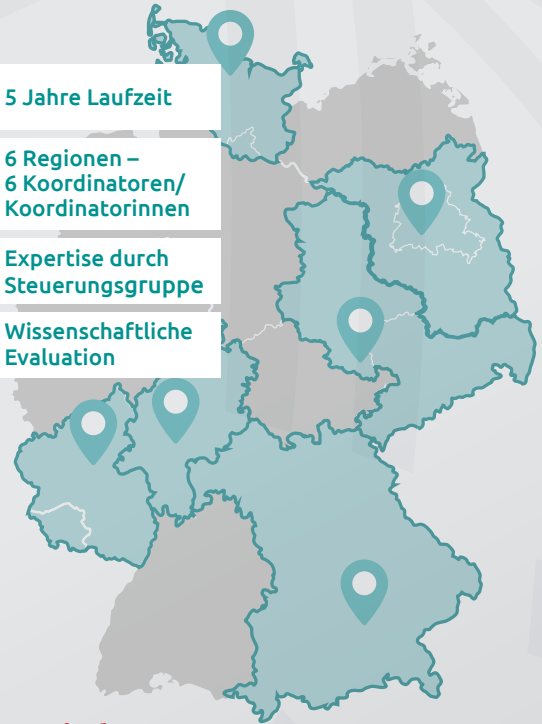 5 Jahre Laufzeit
6 Regionen –
6 Koordinatoren/
Koordinatorinnen
Expertise durch
Steuerungsgruppe
Wissenschaftliche
Evaluation